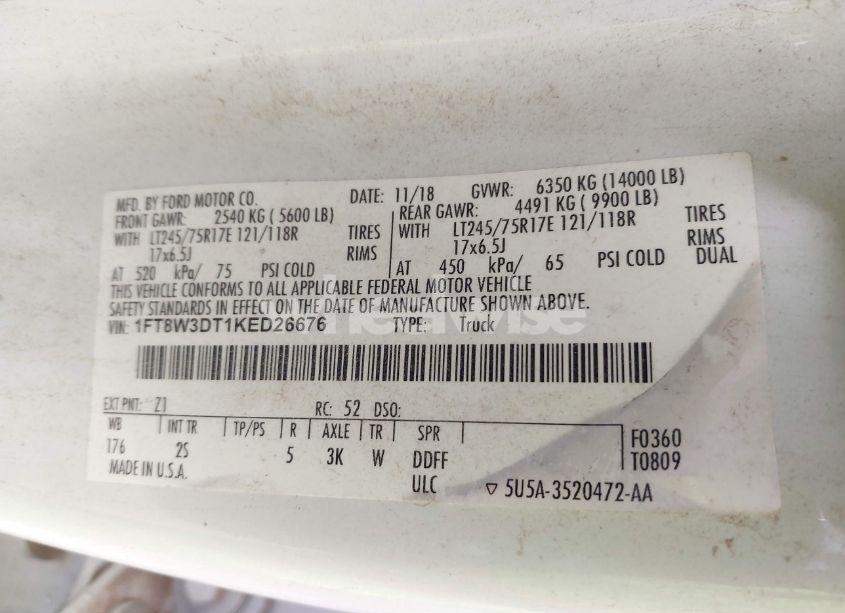 MFD. BY FORD MOTOR CO. DATE: 11/18 GVWR: 6350 KG (14000 LB)
FRONT GAWR: 2540 KG ( 5600 LB) REAR GAWR: 4491 KG ( 9900 LB)
WITH LT245/75R17E 121/118R TIRES WITH LT245/75R17E 121/118R TIRES
17x6.5J RIMS 17x6.5J RIMS
AT 520 kPa/ 75 PSI COLD AT 450 kPa/ 65 PSI COLD DUAL
THIS VEHICLE CONFORMS TO ALL APPLICABLE FEDERAL MOTOR VEHICLE
SAFETY STANDARDS IN EFFECT ON THE DATE OF MANUFACTURE SHOWN ABOVE.
VIN: 1FT8W3DT1KED26676 TYPE: Truck
EXT PNT: Z1 RC: 52 DSO:
WB INT TR TP/PS R AXLE TR SPR F0360
176 2S 5 3K W DDFF T0809
MADE IN U.S.A. ULC ▽ 5U5A-3520472-AA